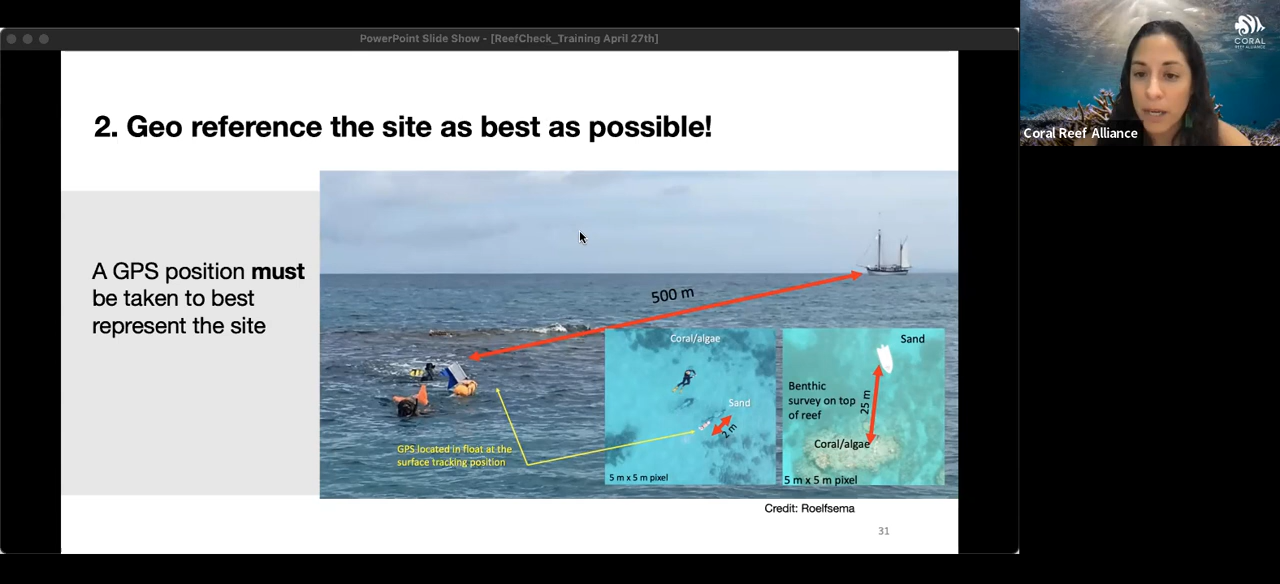 PowerPoint Slide Show - [ReefCheck_Training April 27th]
CORAL
REEF ALLIANCE
Coral Reef Alliance
2. Geo reference the site as best as possible!
A GPS position must
be taken to best
represent the site
500 m
Coral/algae
Sand
2 m
5 m x 5 m pixel
Sand
Benthic
survey on top
of reef
25 m
Coral/algae
5 m x 5 m pixel
GPS located in float at the
surface tracking position
Credit: Roelfsema
31